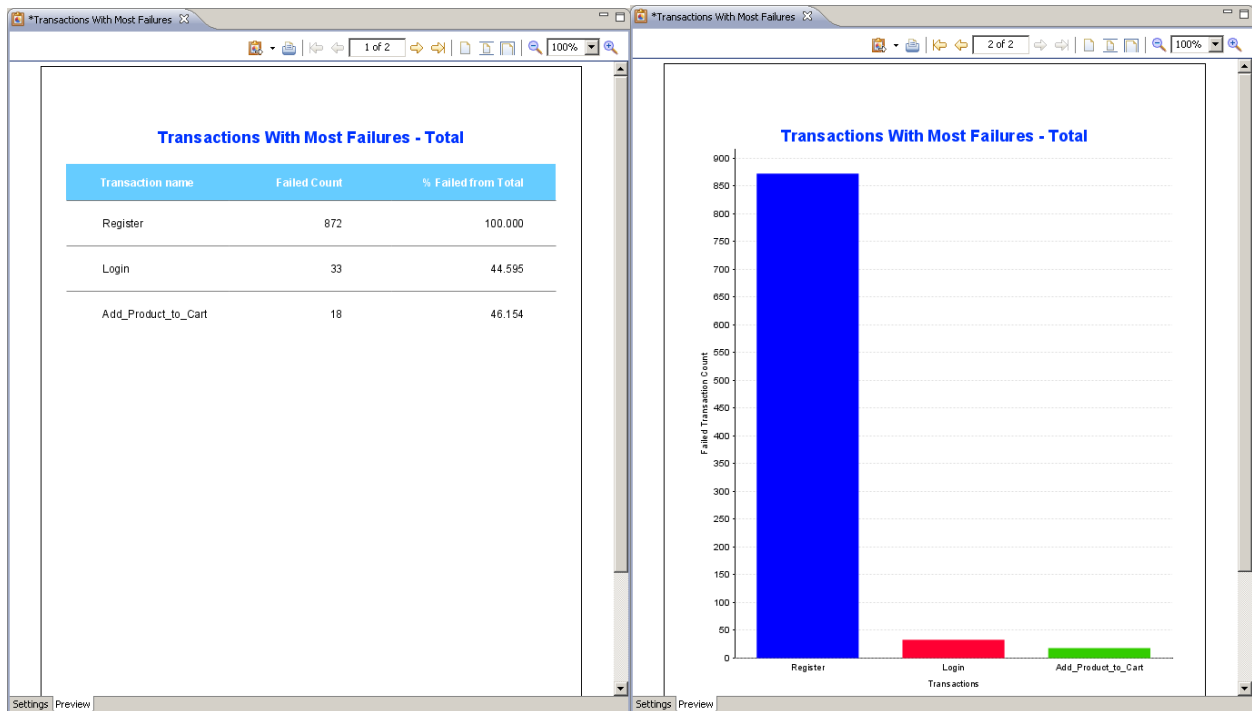 *Transactions With Most Failures
1 of 2
100%
Transactions With Most Failures - Total
Transaction name Failed Count % Failed from Total
Register 872 100.000
Login 33 44.595
Add_Product_to_Cart 18 46.154
Settings Preview
*Transactions With Most Failures
2 of 2
100%
Transactions With Most Failures - Total
900
850
800
750
700
650
600
550
500
450
400
350
300
250
200
150
100
50
0
Failed Transaction Count
Register Login Add_Product_to_Cart
Transactions
Settings Preview